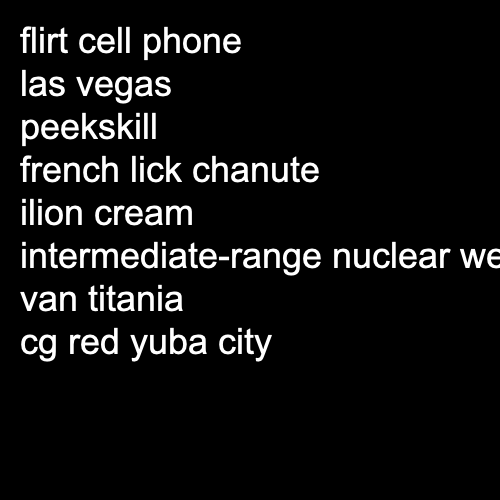 flirt cell phone
las vegas
peekskill
french lick chanute
ilion cream
intermediate-range nuclear
van titania
cg red yuba city